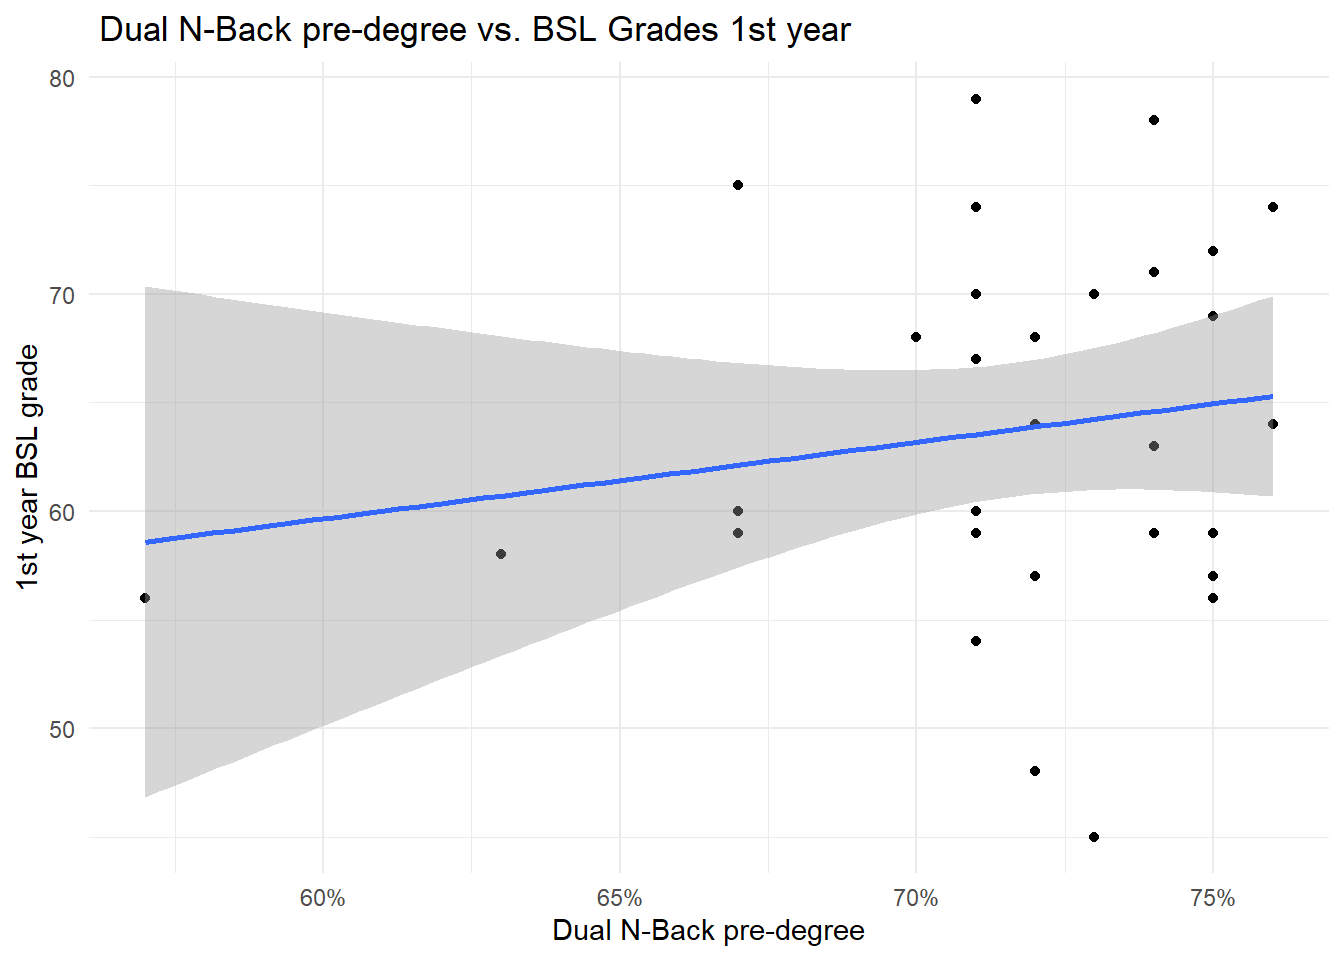 Dual N-Back pre-degree vs. BSL Grades 1st year
80
70
60
50
1st year BSL grade
60%
65%
70%
75%
Dual N-Back pre-degree